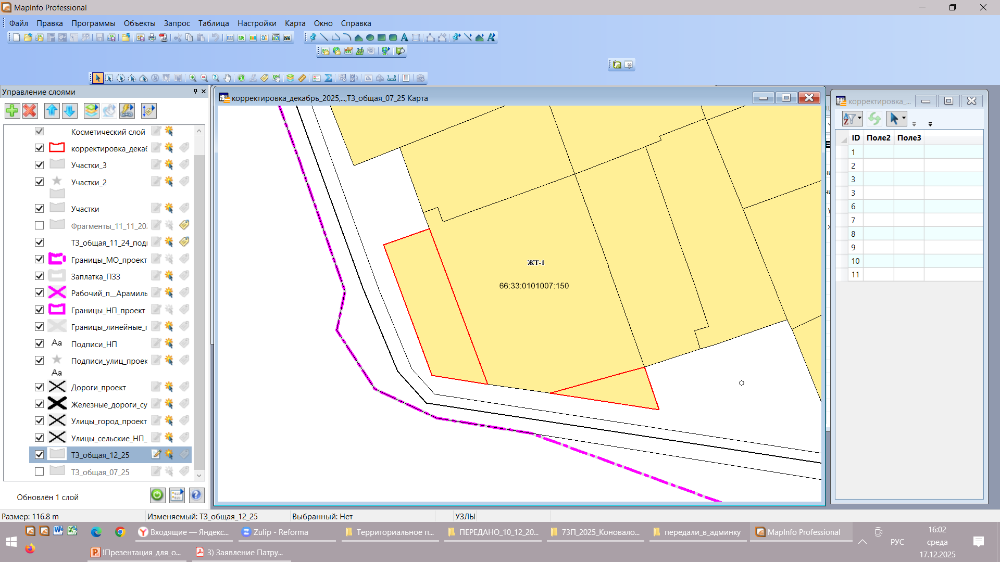 MapInfo Professional
Файл Правка Программы Объекты Запрос Таблица Настройки Карта Окно Справка
Управление слоями
Косметический слой
корректировка_декаб
Участки_3
Участки_2
Участки
Фрагменты_11_11_20
ТЗ_общая_11_24_под
Границы_МО_проект
Заплатка_ПЗЗ
Рабочий_п__Арамиль
Границы_НП_проект
Границы_линейные_г
Aa Подписи_НП
Подписи_улиц_проек
Aa
Дороги_проект
Железные_дороги_су
Улицы_город_проект
Улицы_сельские_НП_
ТЗ_общая_12_25
ТЗ_общая_07_25
Обновлён 1 слой
корректировка_декабрь_2025,...,ТЗ_общая_07_25 Карта
ЖТ-1
66:33:0101007:150
корректировка_...
ID Поле2 Поле3
1
2
3
3
6
7
8
9
10
11
Размер: 116.8 m Изменяемый: ТЗ_общая_12_25 Выбранный: Нет УЗЛЫ
Входящие — Яндекс... Zulip - Reforma Территориальное п... ПЕРЕДАНО_10_12_20... 73П_2025_Коновало... передали_в_админку MapInfo Professional
!Презентация_для_о... 3) Заявление Патру...
РУС
16:02
среда
17.12.2025